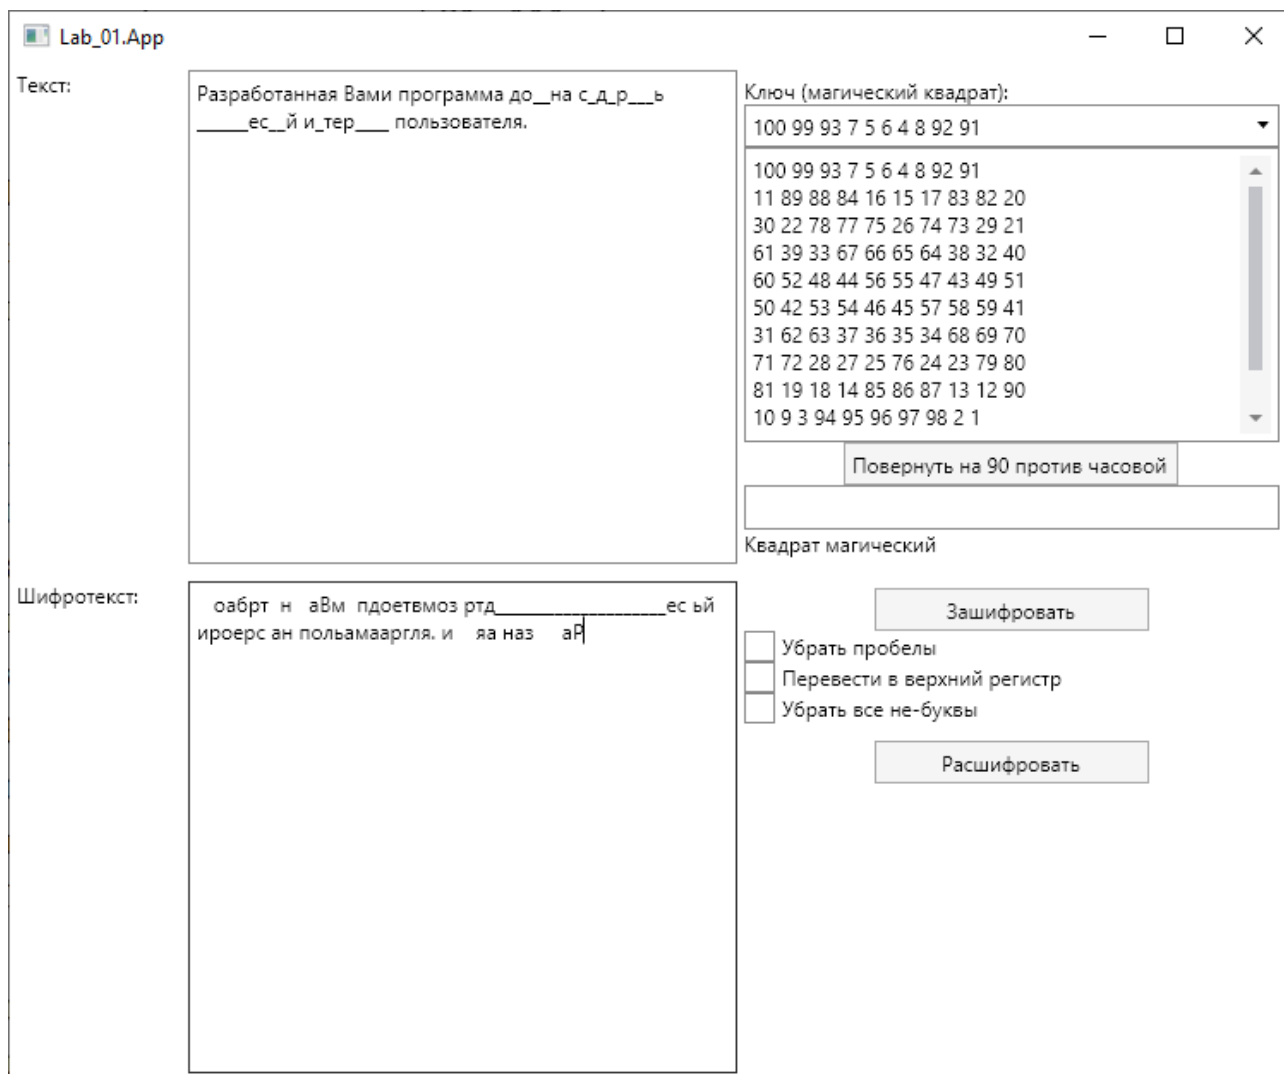 Lab_01.App
Текст:
Разработанная Вами программа до__на с_д_р___ь
______ес__й и_тер____ пользователя.
Ключ (магический квадрат):
100 99 93 7 5 6 4 8 92 91
100 99 93 7 5 6 4 8 92 91
11 89 88 84 16 15 17 83 82 20
30 22 78 77 75 26 74 73 29 21
61 39 33 67 66 65 64 38 32 40
60 52 48 44 56 55 47 43 49 51
50 42 53 54 46 45 57 58 59 41
31 62 63 37 36 35 34 68 69 70
71 72 28 27 25 76 24 23 79 80
81 19 18 14 85 86 87 13 12 90
10 9 3 94 95 96 97 98 2 1
Повернуть на 90 против часовой
Квадрат магический
Шифротекст:
оабрт  н   аВм  пдоетвмоз ртд____________________ес ьй
ироерс ан польамааргля. и    яа наз      аР
Зашифровать
Убрать пробелы
Перевести в верхний регистр
Убрать все не-буквы
Расшифровать